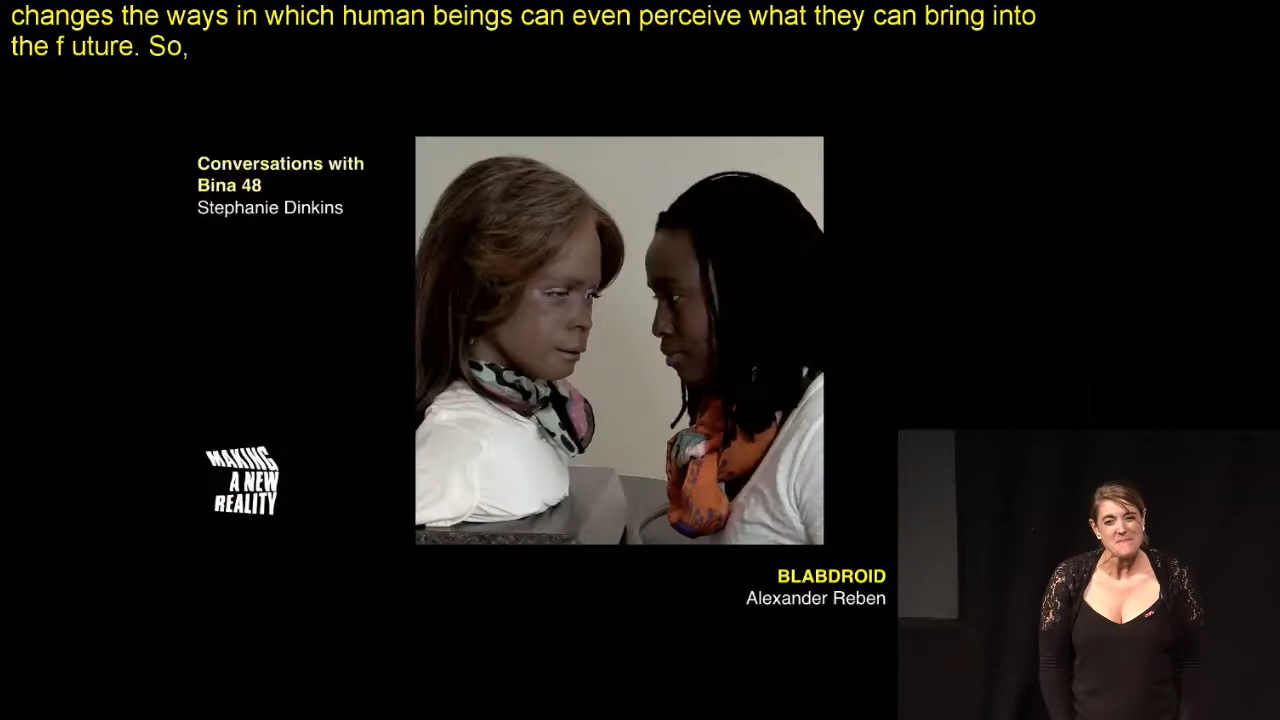 changes the ways in which human beings can even perceive what they can bring into
the f uture. So,
Conversations with
Bina 48
Stephanie Dinkins
MAKING
A NEW
REALITY
BLABDROID
Alexander Reben